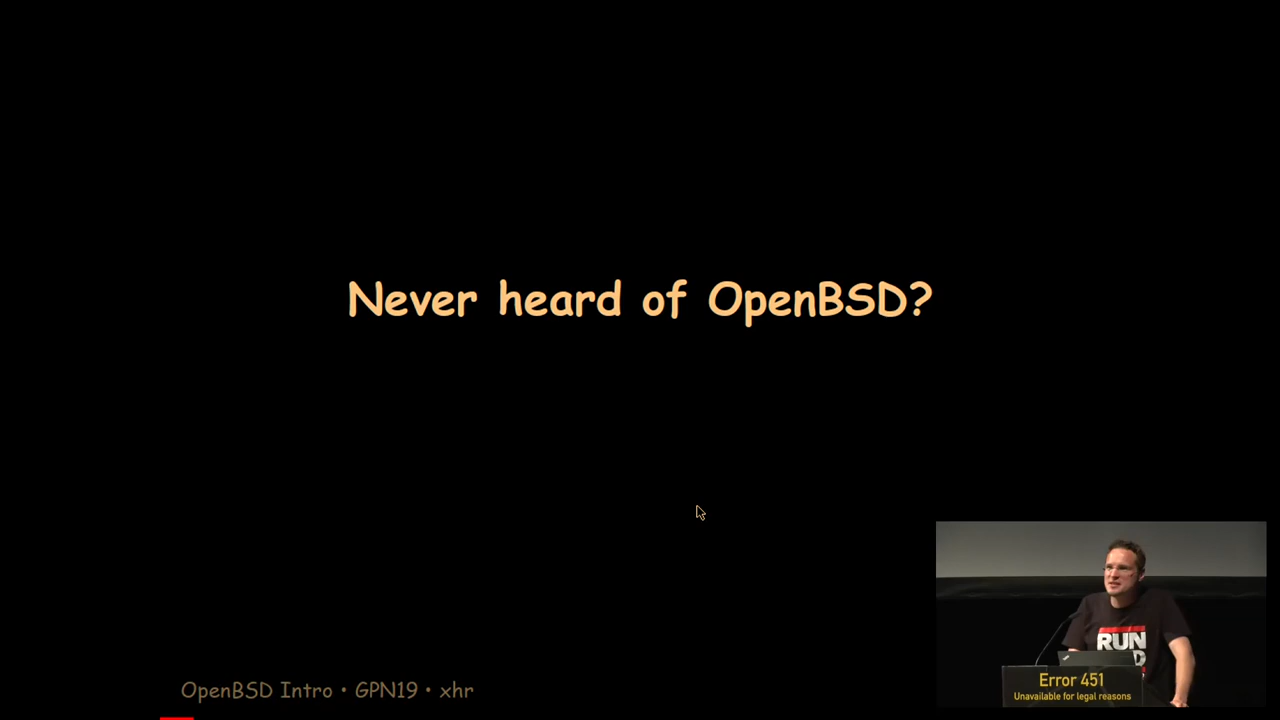 Never heard of OpenBSD?
OpenBSD Intro • GPN19 • xhr
RUN
Error 451
Unavailable for legal reasons